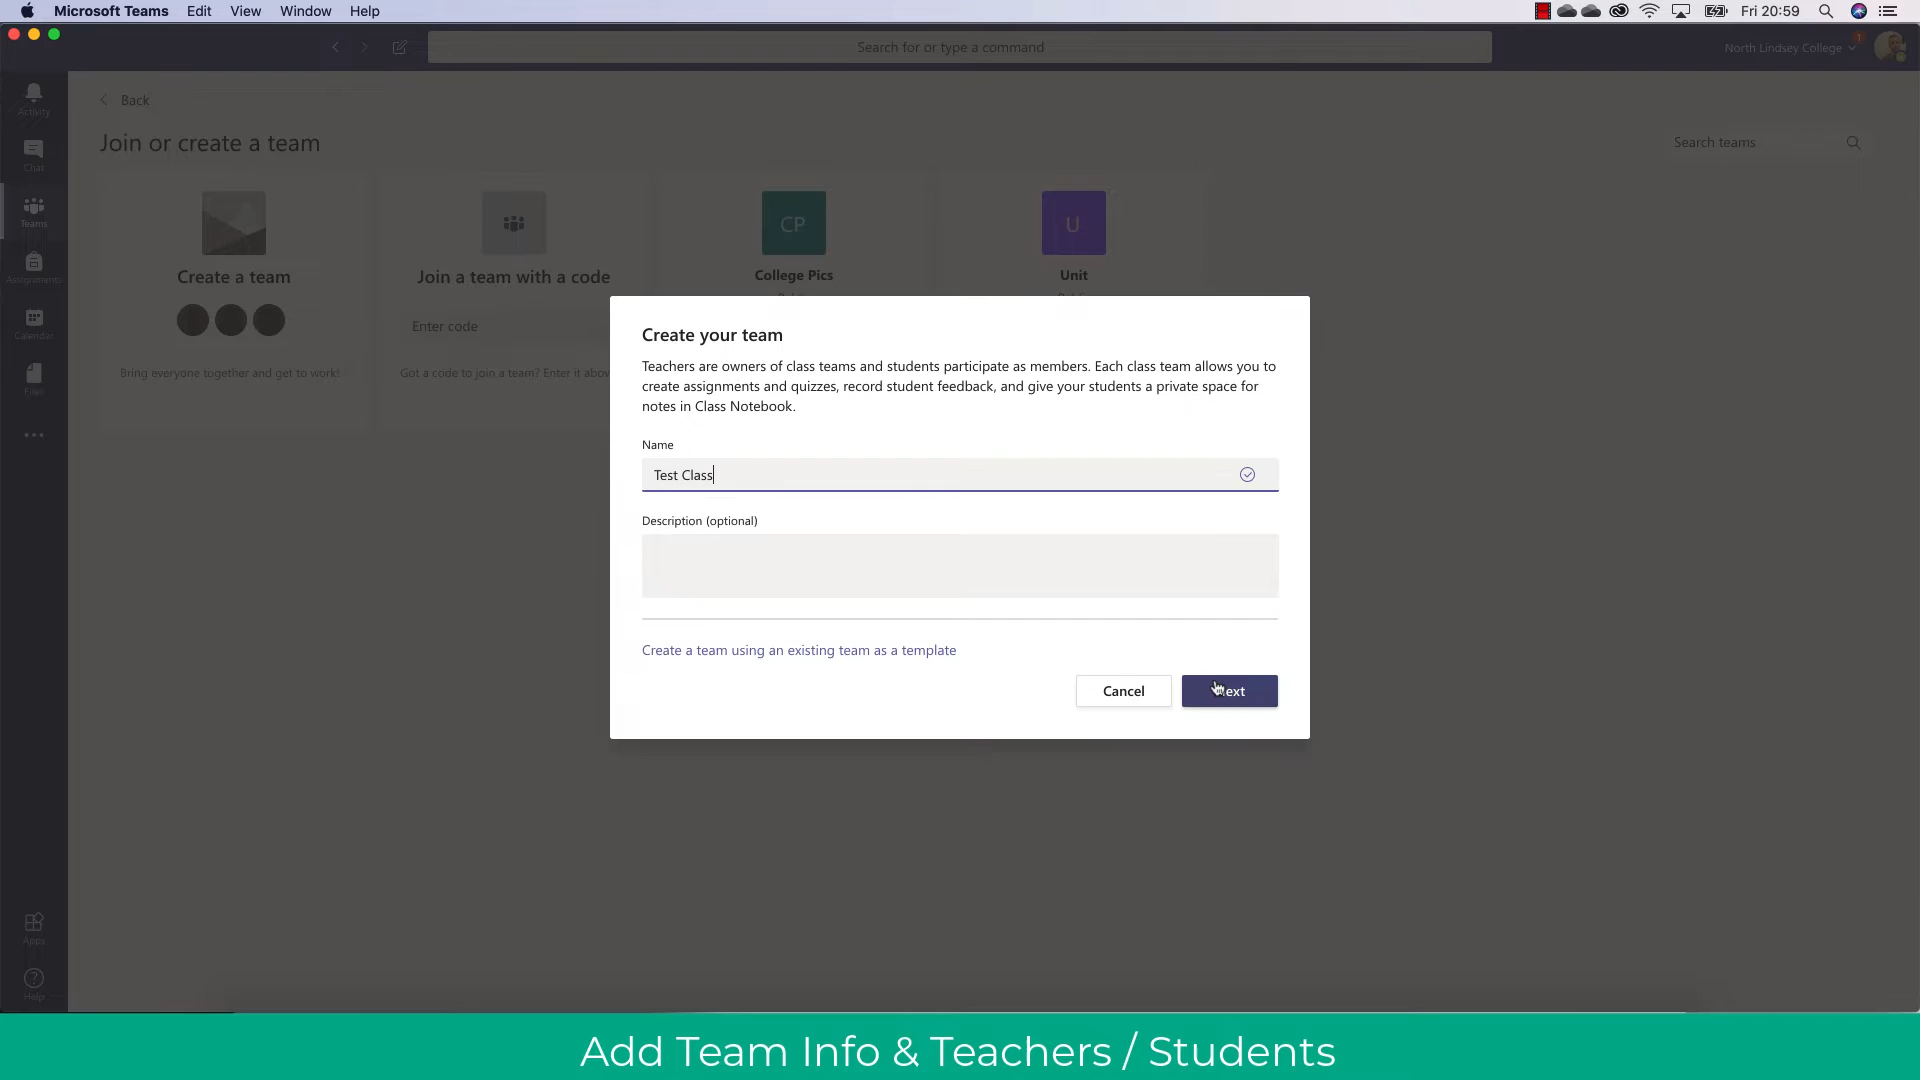 Microsoft Teams Edit View Window Help
Fri 20:59
Search for or type a command
North Lindsey College
1
Activity
Chat
Teams
Assignments
Calendar
Files
Apps
Help
Back
Join or create a team
Search teams
Create a team
Bring everyone together and get to work!
Join a team with a code
Enter code
Got a code to join a team? Enter it
CP
College Pics
U
Unit
Create your team
Teachers are owners of class teams and students participate as members. Each class team allows you to
create assignments and quizzes, record student feedback, and give your students a private space for
notes in Class Notebook.
Name
Test Class
Description (optional)
Create a team using an existing team as a template
Cancel
Next
Add Team Info & Teachers / Students